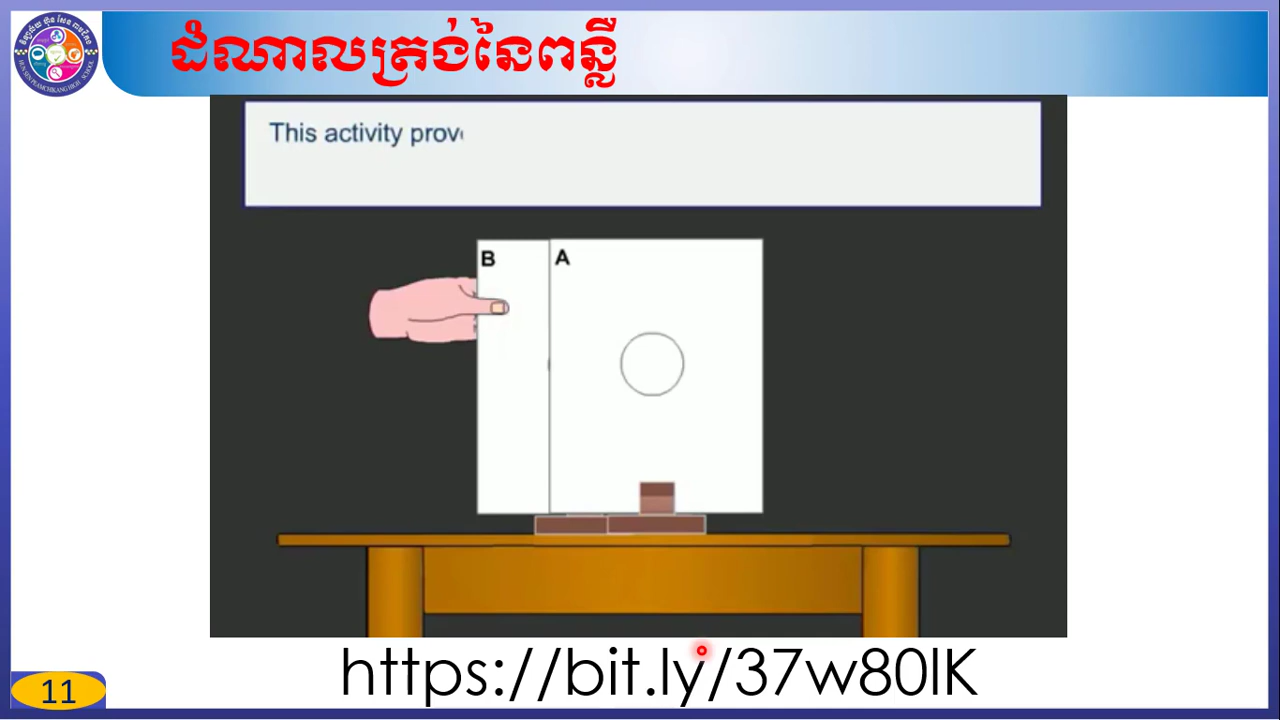 ដំណាលត្រង់នៃពន្លឺ
This activity prov
B
A
https://bit.ly/37w80lK
11